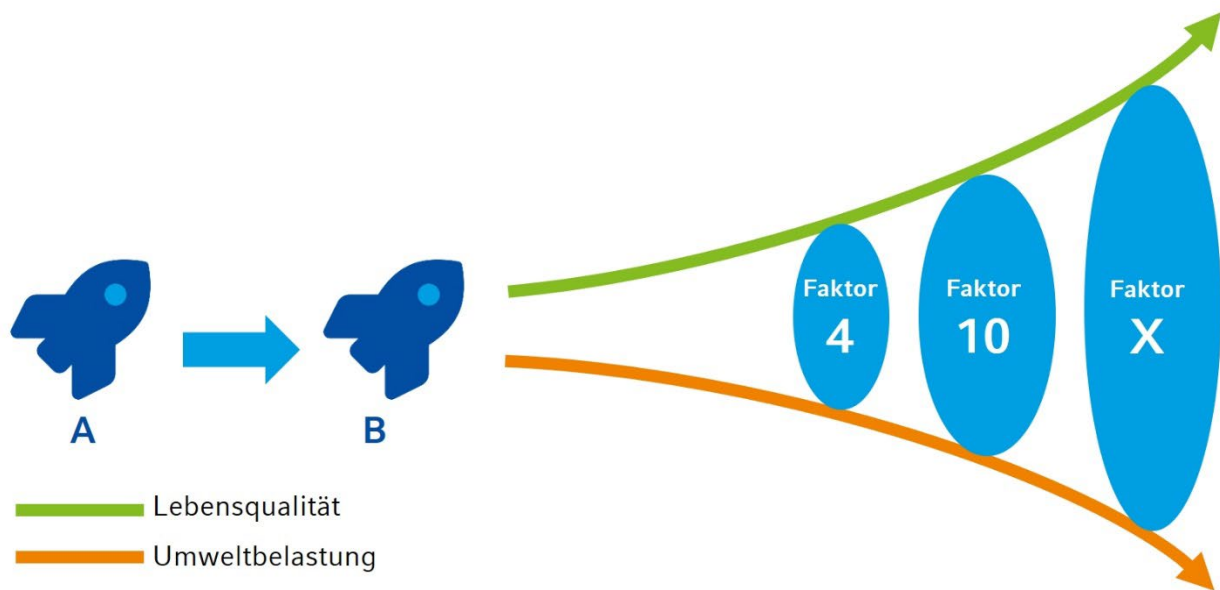 Faktor
4
Faktor
10
Faktor
X
A
B
Lebensqualität
Umweltbelastung